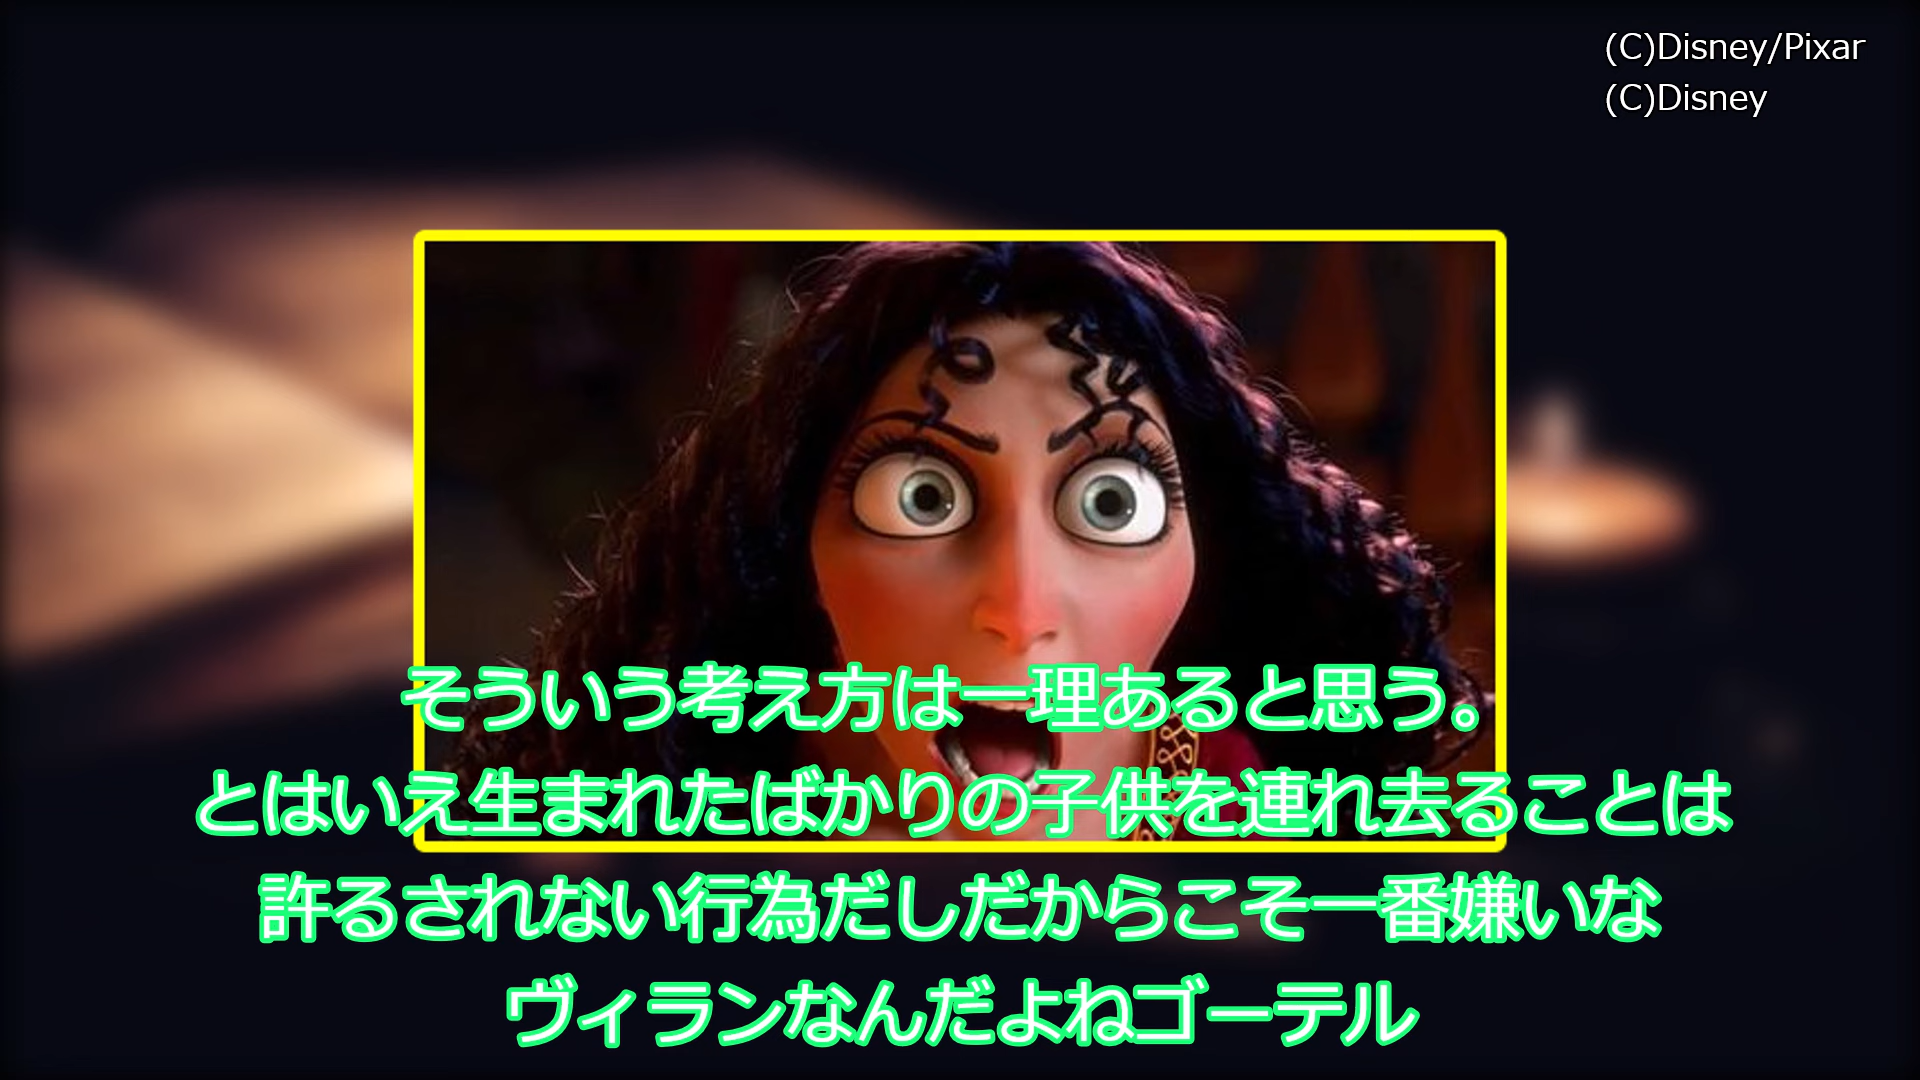 (C)Disney/Pixar
(C)Disney
そういう考え方は一理あると思う。
とはいえ生まれたばかりの子供を連れ去ることは
許るされない行為だしだからこそ一番嫌いな
ヴィランなんだよねゴーテル